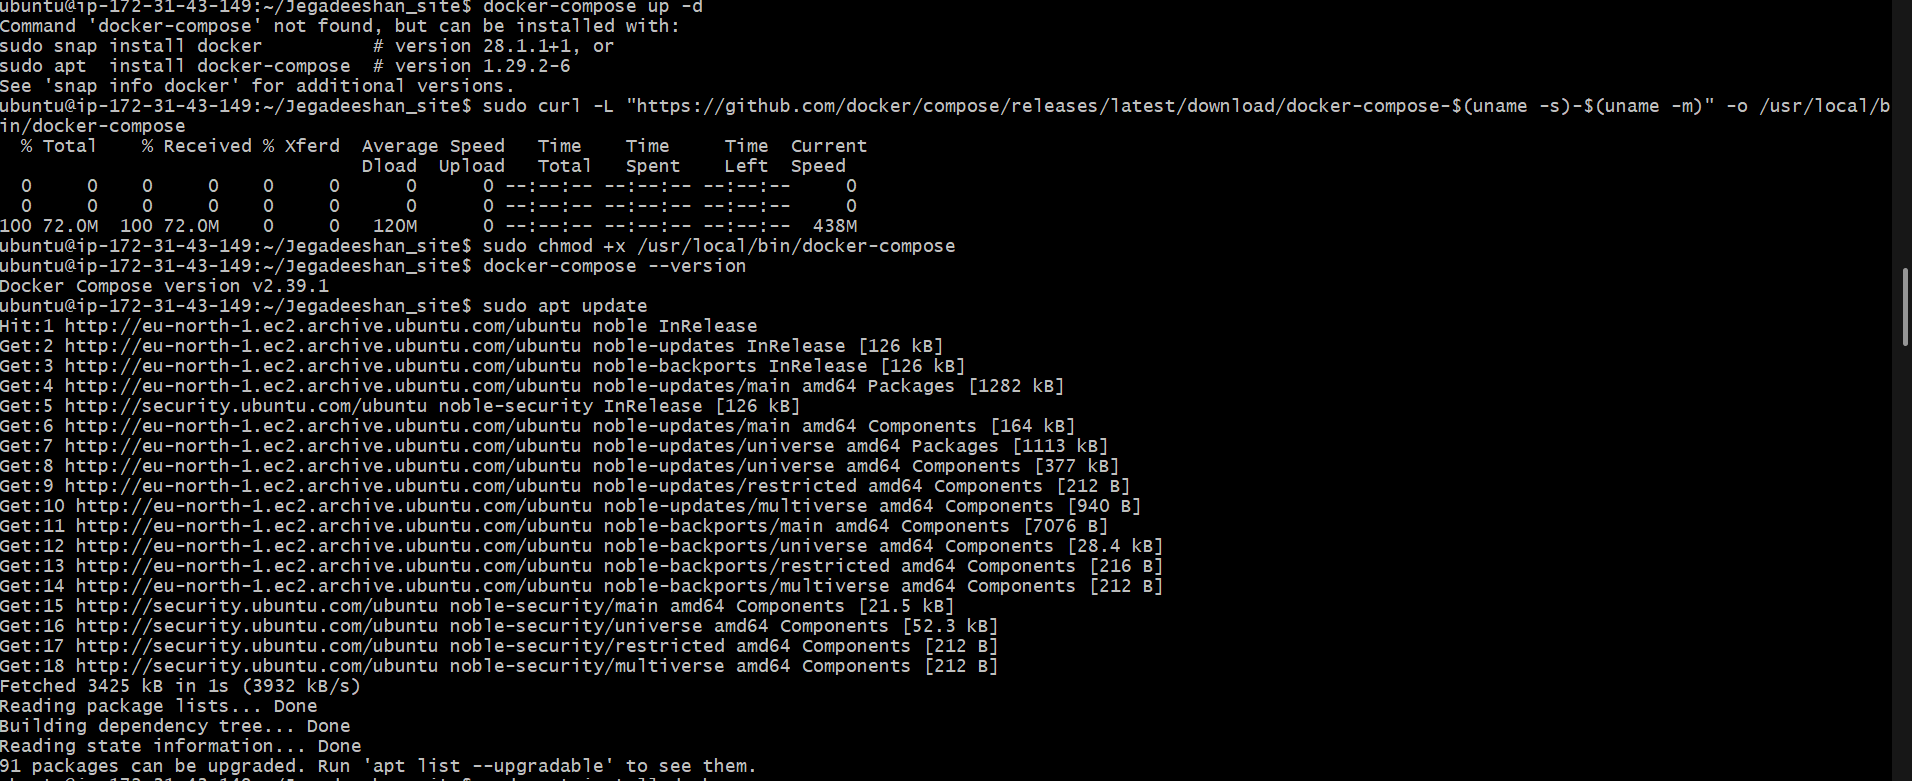 ubuntu@ip-172-31-43-149:~/Jegadeeshan_site$ docker-compose up -d
Command 'docker-compose' not found, but can be installed with:
sudo snap install docker          # version 28.1.1+1, or
sudo apt  install docker-compose  # version 1.29.2-6
See 'snap info docker' for additional versions.
ubuntu@ip-172-31-43-149:~/Jegadeeshan_site$ sudo curl -L "https://github.com/docker/compose/releases/latest/download/docker-compose-$(uname -s)-$(uname -m)" -o /usr/local/b
in/docker-compose
  % Total    % Received % Xferd  Average Speed   Time    Time     Time  Current
                                 Dload  Upload   Total   Spent    Left  Speed
  0     0    0     0    0     0      0      0 --:--:-- --:--:-- --:--:--     0
  0     0    0     0    0     0      0      0 --:--:-- --:--:-- --:--:--     0
100 72.0M  100 72.0M    0     0   120M      0 --:--:-- --:--:-- --:--:--  438M
ubuntu@ip-172-31-43-149:~/Jegadeeshan_site$ sudo chmod +x /usr/local/bin/docker-compose
ubuntu@ip-172-31-43-149:~/Jegadeeshan_site$ docker-compose --version
Docker Compose version v2.39.1
ubuntu@ip-172-31-43-149:~/Jegadeeshan_site$ sudo apt update
Hit:1 http://eu-north-1.ec2.archive.ubuntu.com/ubuntu noble InRelease
Get:2 http://eu-north-1.ec2.archive.ubuntu.com/ubuntu noble-updates InRelease [126 kB]
Get:3 http://eu-north-1.ec2.archive.ubuntu.com/ubuntu noble-backports InRelease [126 kB]
Get:4 http://eu-north-1.ec2.archive.ubuntu.com/ubuntu noble-updates/main amd64 Packages [1282 kB]
Get:5 http://security.ubuntu.com/ubuntu noble-security InRelease [126 kB]
Get:6 http://eu-north-1.ec2.archive.ubuntu.com/ubuntu noble-updates/main amd64 Components [164 kB]
Get:7 http://eu-north-1.ec2.archive.ubuntu.com/ubuntu noble-updates/universe amd64 Packages [1113 kB]
Get:8 http://eu-north-1.ec2.archive.ubuntu.com/ubuntu noble-updates/universe amd64 Components [377 kB]
Get:9 http://eu-north-1.ec2.archive.ubuntu.com/ubuntu noble-updates/restricted amd64 Components [212 B]
Get:10 http://eu-north-1.ec2.archive.ubuntu.com/ubuntu noble-updates/multiverse amd64 Components [940 B]
Get:11 http://eu-north-1.ec2.archive.ubuntu.com/ubuntu noble-backports/main amd64 Components [7076 B]
Get:12 http://eu-north-1.ec2.archive.ubuntu.com/ubuntu noble-backports/universe amd64 Components [28.4 kB]
Get:13 http://eu-north-1.ec2.archive.ubuntu.com/ubuntu noble-backports/restricted amd64 Components [216 B]
Get:14 http://eu-north-1.ec2.archive.ubuntu.com/ubuntu noble-backports/multiverse amd64 Components [212 B]
Get:15 http://security.ubuntu.com/ubuntu noble-security/main amd64 Components [21.5 kB]
Get:16 http://security.ubuntu.com/ubuntu noble-security/universe amd64 Components [52.3 kB]
Get:17 http://security.ubuntu.com/ubuntu noble-security/restricted amd64 Components [212 B]
Get:18 http://security.ubuntu.com/ubuntu noble-security/multiverse amd64 Components [212 B]
Fetched 3425 kB in 1s (3932 kB/s)
Reading package lists... Done
Building dependency tree... Done
Reading state information... Done
91 packages can be upgraded. Run 'apt list --upgradable' to see them.